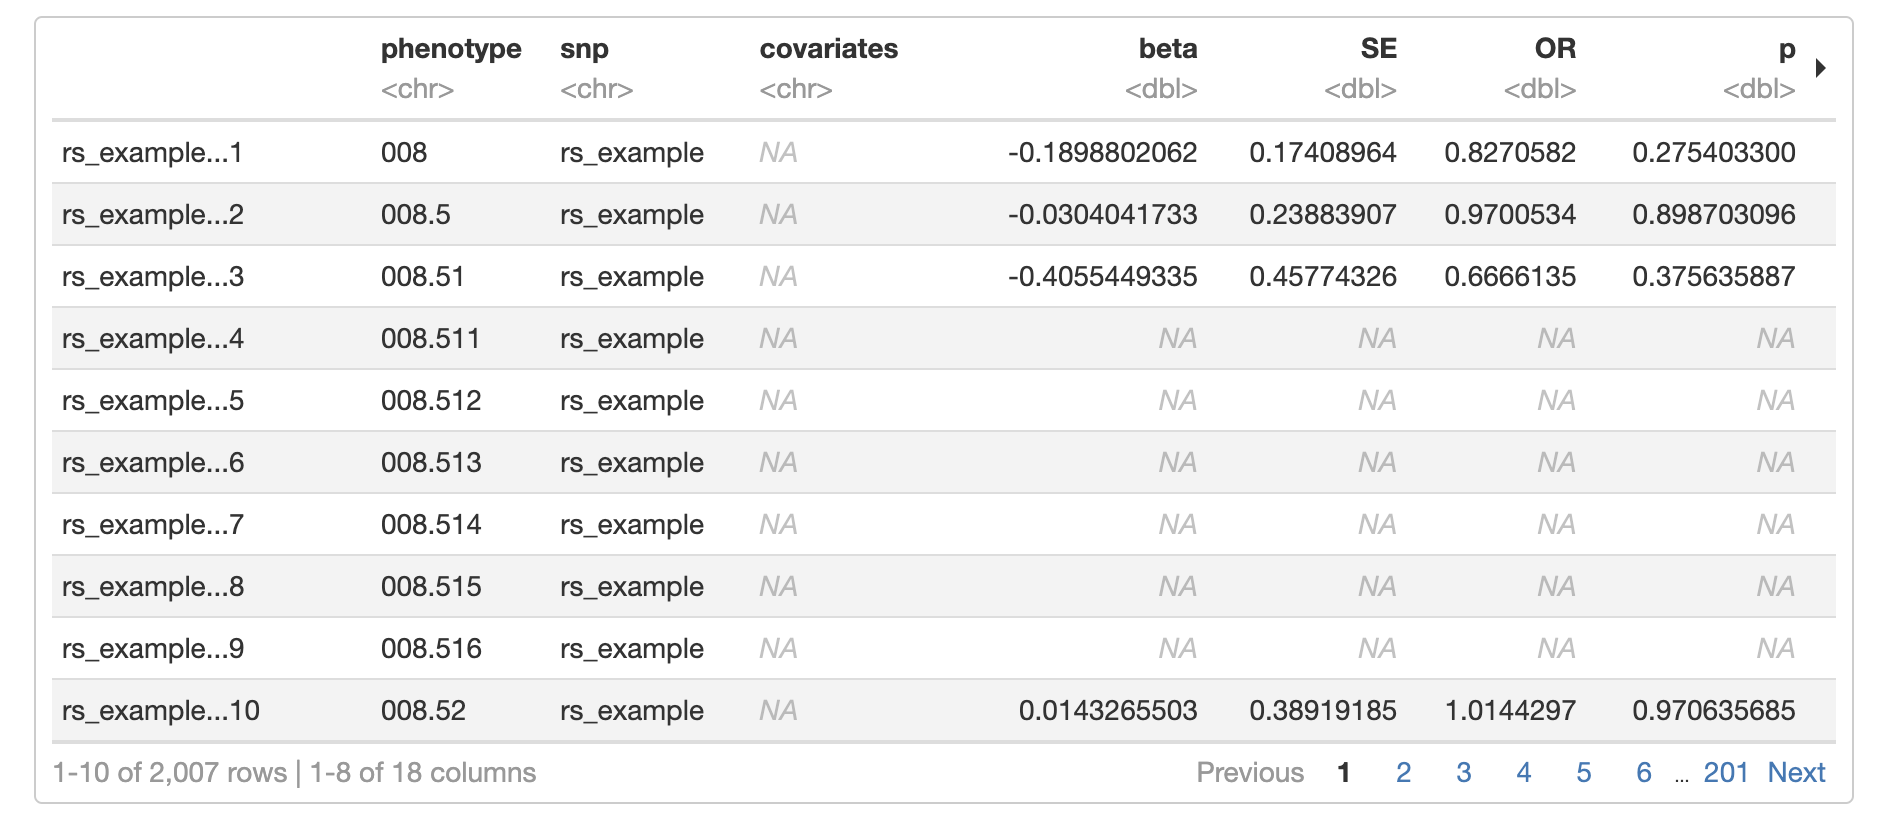 phenotype snp covariates beta SE OR p
<chr> <chr> <chr> <dbl> <dbl> <dbl> <dbl>
rs_example...1 008 rs_example NA -0.1898802062 0.17408964 0.8270582 0.275403300
rs_example...2 008.5 rs_example NA -0.0304041733 0.23883907 0.9700534 0.898703096
rs_example...3 008.51 rs_example NA -0.4055449335 0.45774326 0.6666135 0.375635887
rs_example...4 008.511 rs_example NA NA NA NA NA
rs_example...5 008.512 rs_example NA NA NA NA NA
rs_example...6 008.513 rs_example NA NA NA NA NA
rs_example...7 008.514 rs_example NA NA NA NA NA
rs_example...8 008.515 rs_example NA NA NA NA NA
rs_example...9 008.516 rs_example NA NA NA NA NA
rs_example...10 008.52 rs_example NA 0.0143265503 0.38919185 1.0144297 0.970635685
1-10 of 2,007 rows | 1-8 of 18 columns Previous 1 2 3 4 5 6 ... 201 Next